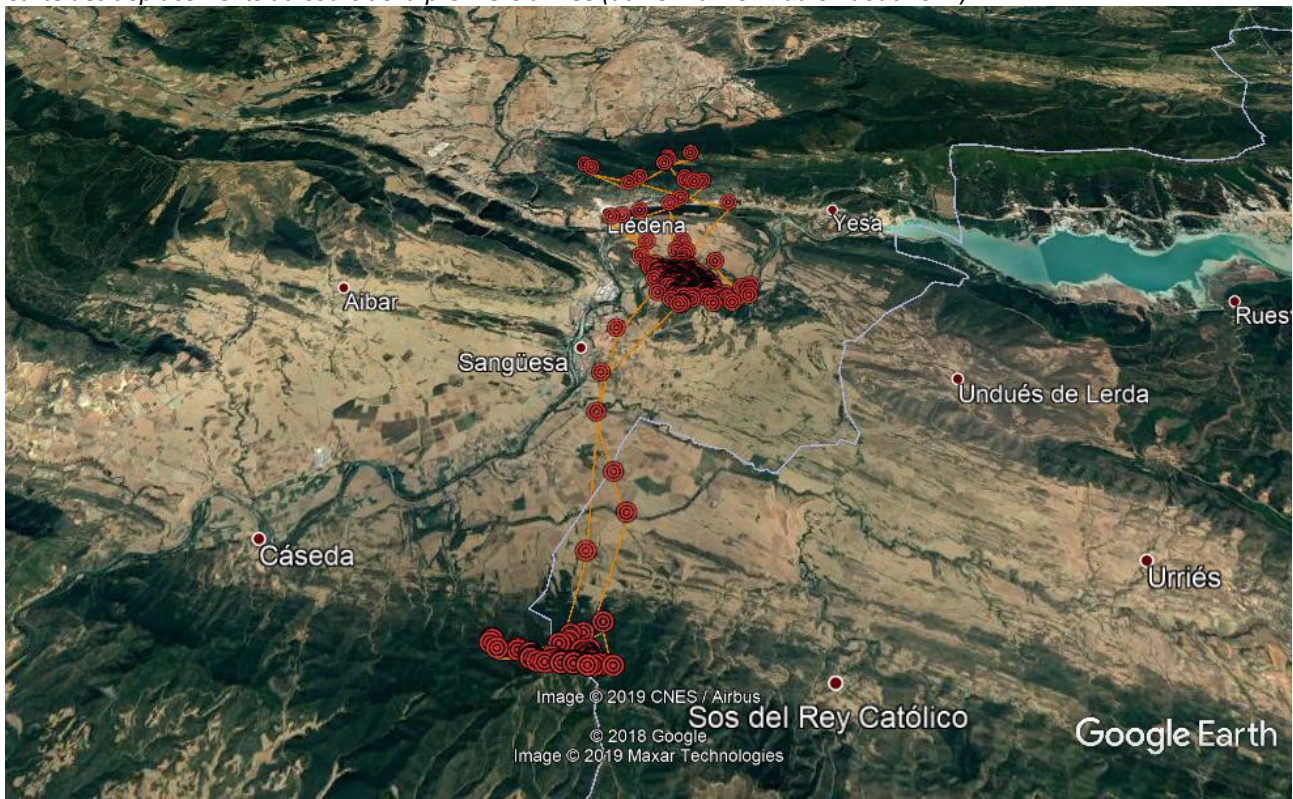 Liédena
Yesa
Aibar
Ruest
Sangüesa
Undués de Lerda
Cáseda
Urriés
Image © 2019 CNES / Airbus
Sos del Rey Católico
© 2018 Google
Image © 2019 Maxar Technologies
Google Earth